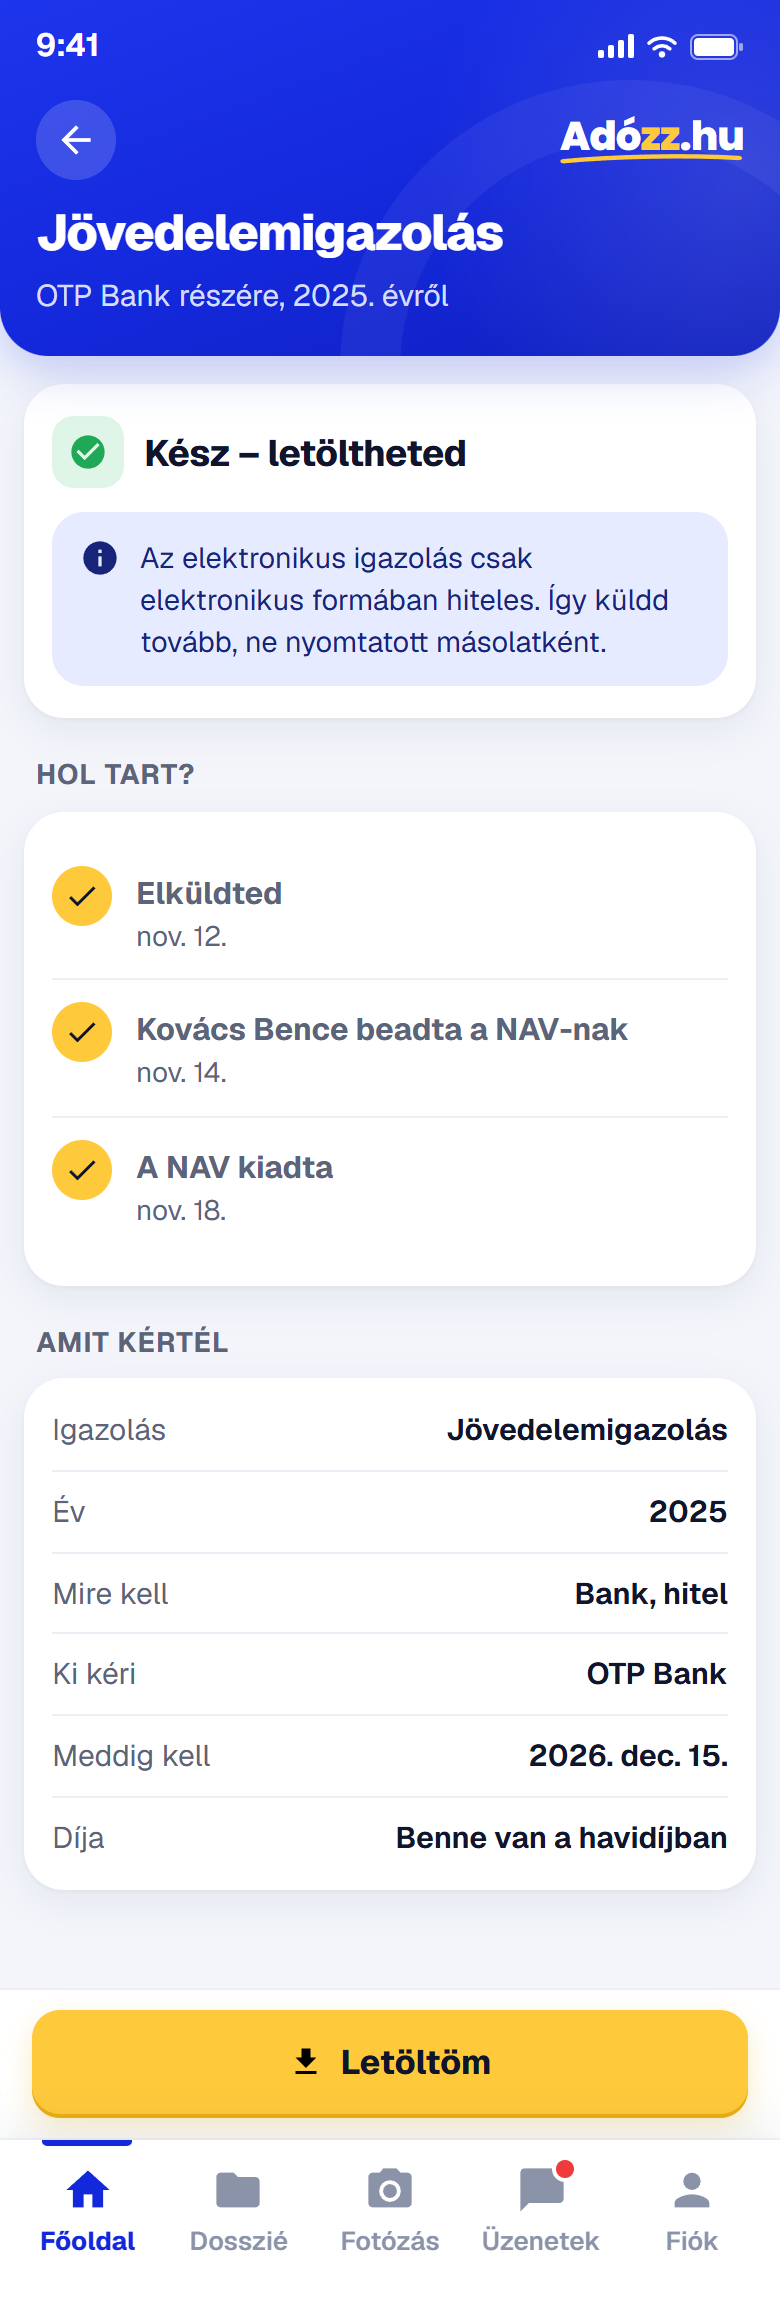 9:41
Adózz.hu
Jövedelemigazolás
OTP Bank részére, 2025. évről
Kész – letöltheted
Az elektronikus igazolás csak
elektronikus formában hiteles. Így küldd
tovább, ne nyomtatott másolatként.
HOL TART?
Elküldted
nov. 12.
Kovács Bence beadta a NAV-nak
nov. 14.
A NAV kiadta
nov. 18.
AMIT KÉRTÉL
Igazolás Jövedelemigazolás
Év 2025
Mire kell Bank, hitel
Ki kéri OTP Bank
Meddig kell 2026. dec. 15.
Díja Benne van a havidíjban
Letöltöm
Főoldal Dosszié Fotózás Üzenetek Fiók